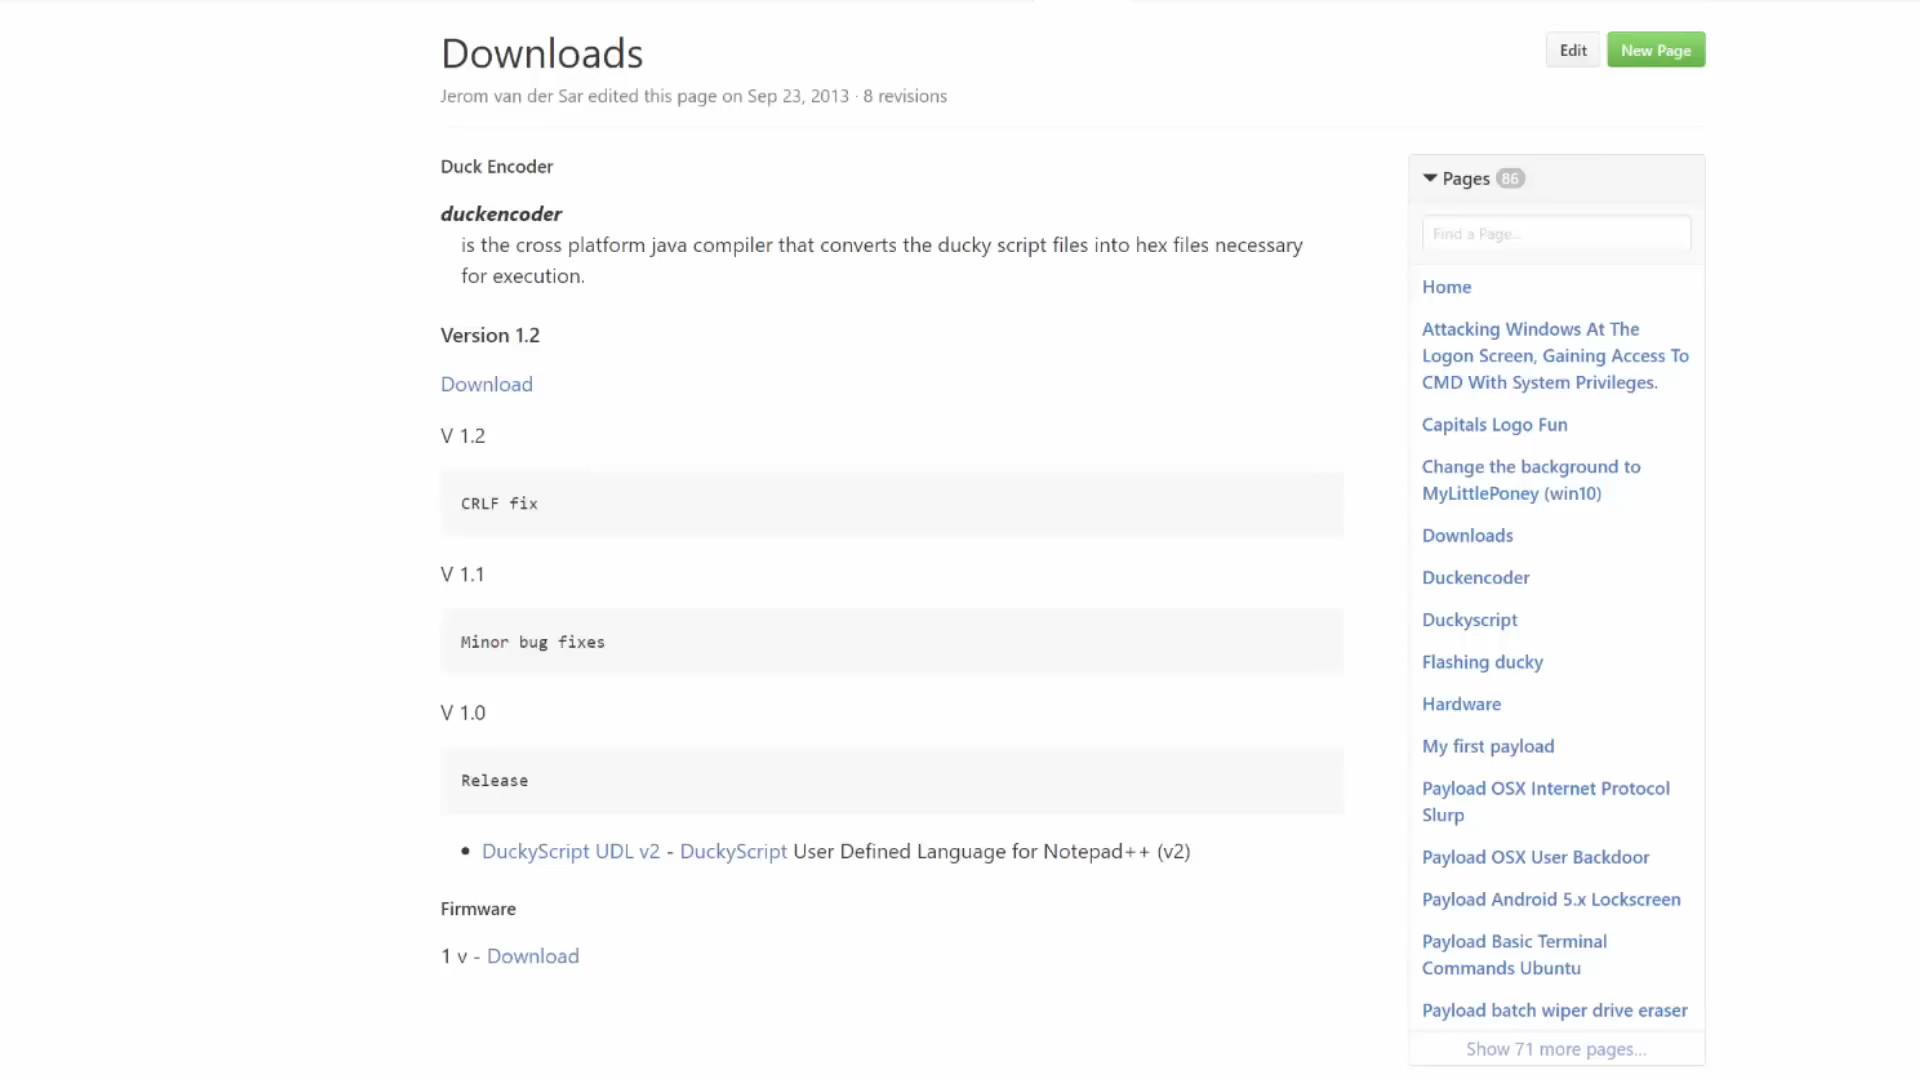 Downloads
Edit
New Page
Jerom van der Sar edited this page on Sep 23, 2013 · 8 revisions
Duck Encoder
duckencoder
is the cross platform java compiler that converts the ducky script files into hex files necessary
for execution.
Version 1.2
Download
V 1.2
CRLF fix
V 1.1
Minor bug fixes
V 1.0
Release
• DuckyScript UDL v2 - DuckyScript User Defined Language for Notepad++ (v2)
Firmware
1 v - Download
Pages 86
Find a Page...
Home
Attacking Windows At The
Logon Screen, Gaining Access To
CMD With System Privileges.
Capitals Logo Fun
Change the background to
MyLittlePoney (win10)
Downloads
Duckencoder
Duckyscript
Flashing ducky
Hardware
My first payload
Payload OSX Internet Protocol
Slurp
Payload OSX User Backdoor
Payload Android 5.x Lockscreen
Payload Basic Terminal
Commands Ubuntu
Payload batch wiper drive eraser
Show 71 more pages...